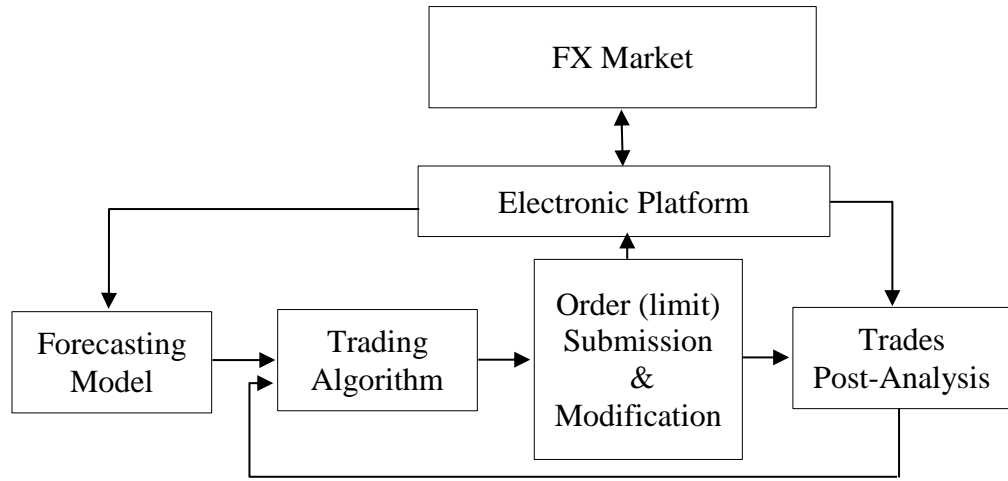 FX Market
Electronic Platform
Forecasting
Model
Trading
Algorithm
Order (limit)
Submission
&
Modification
Trades
Post-Analysis